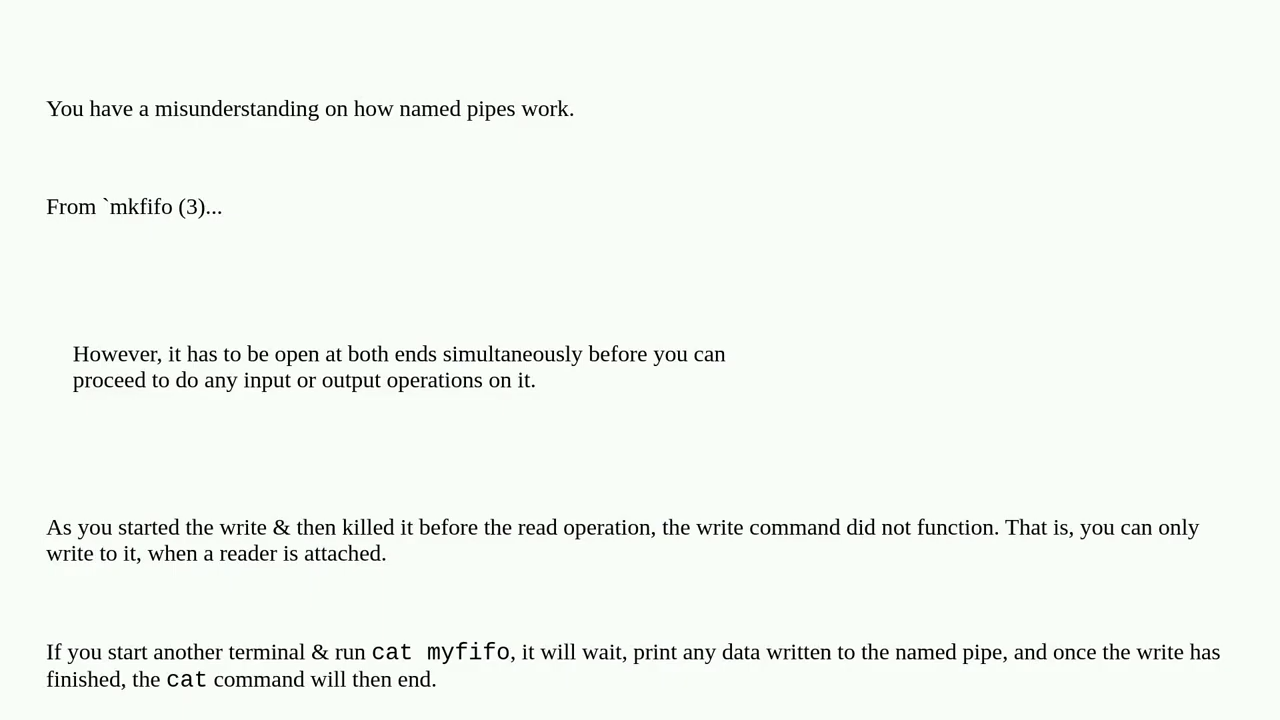 You have a misunderstanding on how named pipes work.
From `mkfifo (3)...
However, it has to be open at both ends simultaneously before you can
proceed to do any input or output operations on it.
As you started the write & then killed it before the read operation, the write command did not function. That is, you can only
write to it, when a reader is attached.
If you start another terminal & run cat myfifo, it will wait, print any data written to the named pipe, and once the write has
finished, the cat command will then end.